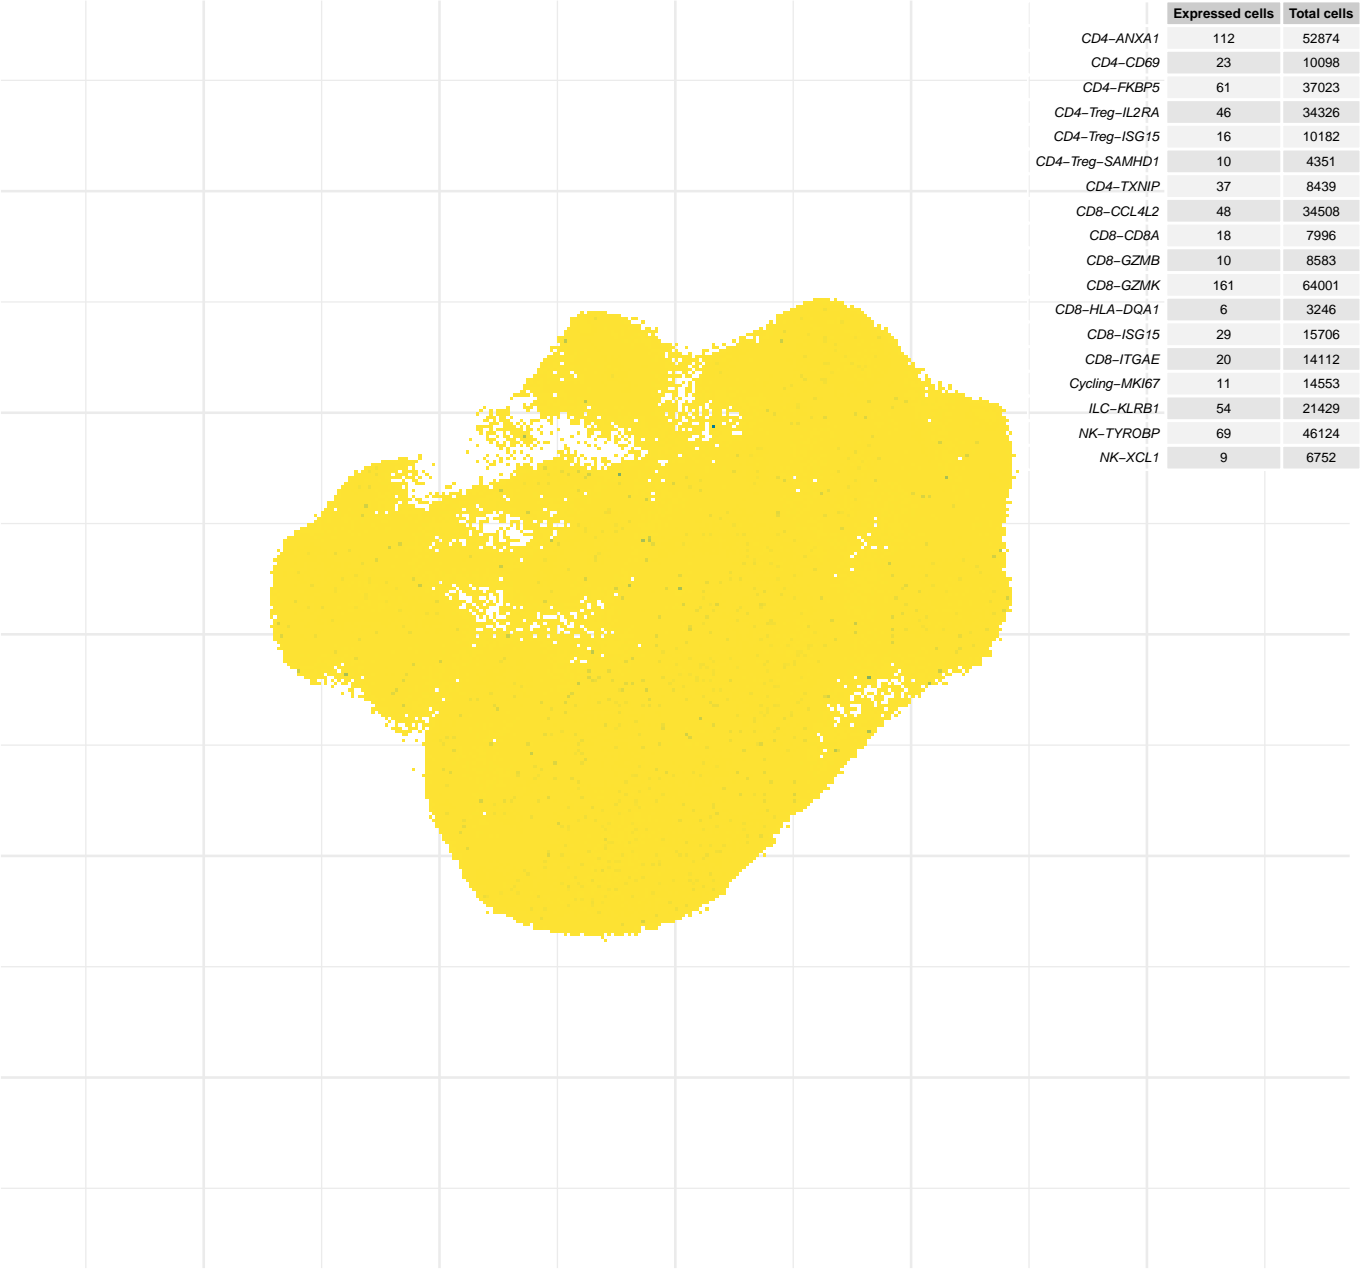 Expressed cells Total cells
CD4−ANXA1 112 52874
CD4−CD69 23 10098
CD4−FKBP5 61 37023
CD4−Treg−IL2RA 46 34326
CD4−Treg−ISG15 16 10182
CD4−Treg−SAMHD1 10 4351
CD4−TXNIP 37 8439
CD8−CCL4L2 48 34508
CD8−CD8A 18 7996
CD8−GZMB 10 8583
CD8−GZMK 161 64001
CD8−HLA−DQA1 6 3246
CD8−ISG15 29 15706
CD8−ITGAE 20 14112
Cycling−MKI67 11 14553
ILC−KLRB1 54 21429
NK−TYROBP 69 46124
NK−XCL1 9 6752